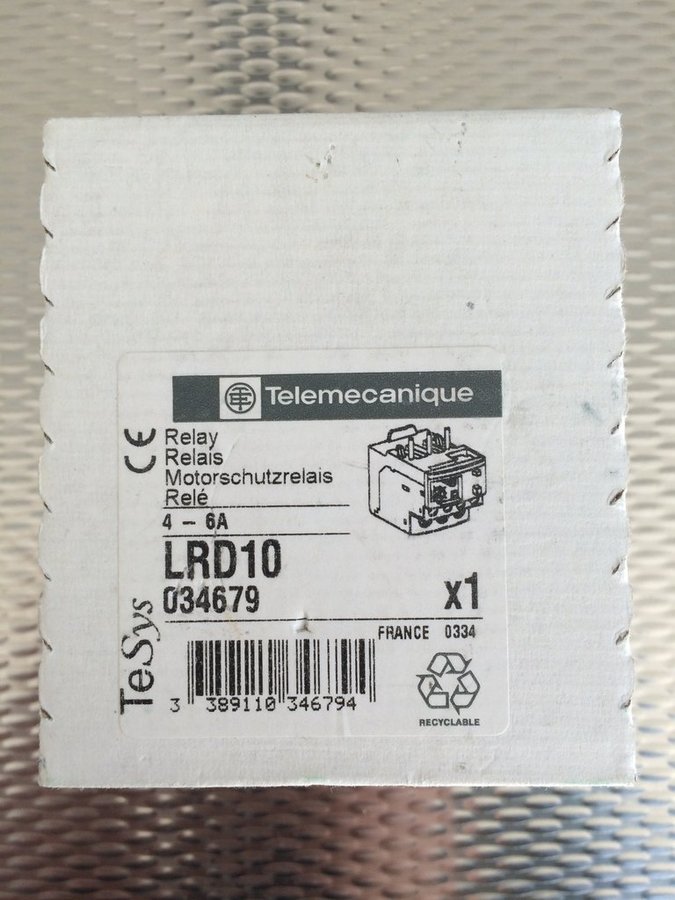 Telemecanique
CE
Relay
Relais
Motorschutzrelais
Relé
4 - 6A
LRD10
034679
x1
TeSys
FRANCE 0334
3 389110 346794
RECYCLABLE